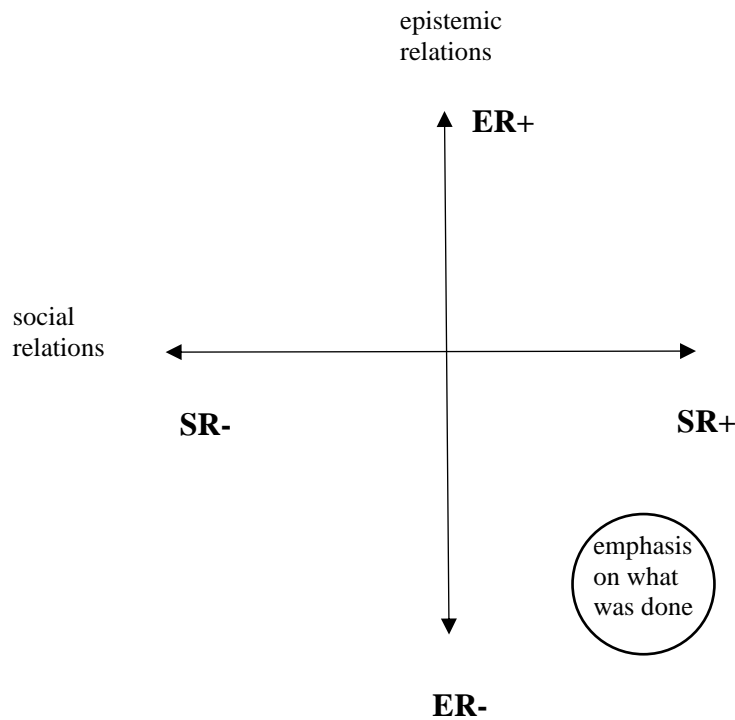 epistemic
relations
ER+
social
relations
SR-
SR+
emphasis
on what
was done
ER-